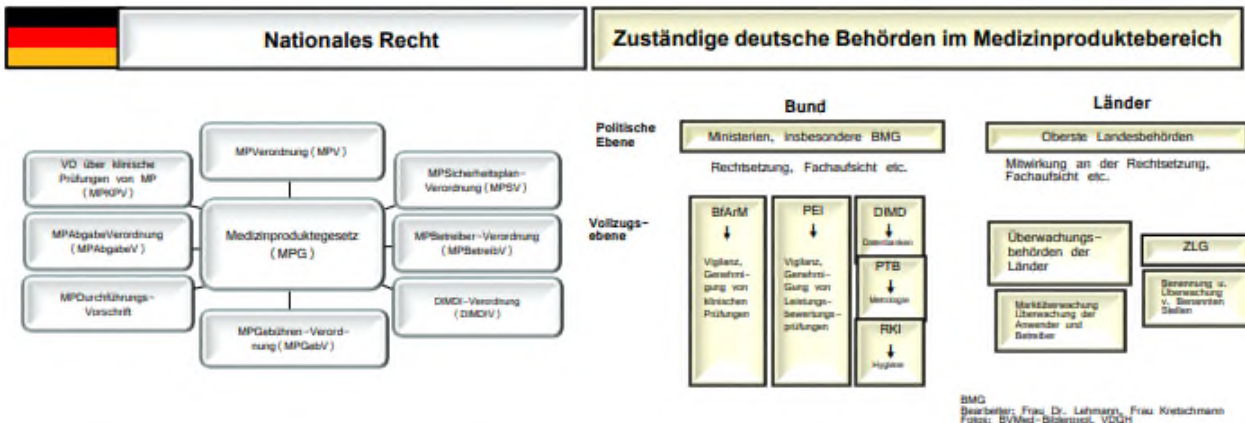 Nationales Recht
Zuständige deutsche Behörden im Medizinproduktebereich
VO über klinische
Prüfungen von MP
(MPKPV)
MPVerordnung (MPV)
MPSicherheitsplan-
Verordnung (MPSV)
MPAbgabeVerordnung
(MPAbgabeV)
Medizinproduktegesetz
(MPG)
MPBetreiber-Verordnung
(MPBetreibV)
MPDurchführungs-
Vorschrift
MPGebühren-Verord-
nung (MPGebV)
DIMDI-Verordnung
(DIMDIV)
Bund
Länder
Politische
Ebene
Ministerien, insbesondere BMG
Rechtsetzung, Fachaufsicht etc.
Oberste Landesbehörden
Mitwirkung an der Rechtsetzung,
Fachaufsicht etc.
Vollzugs-
ebene
BfArM
Vigilanz,
Genehmi-
gung von
klinischen
Prüfungen
PEI
Vigilanz,
Genehmi-
Gung von
Leistungs-
bewertungs-
prüfungen
DIMD
Datenbanken
PTB
Metrologie
RKI
Hygiene
Überwachungs-
behörden der
Länder
Marktüberwachung
Überwachung der
Anwender und
Betreiber
ZLG
Benennung u.
Überwachung
v. Benannten
Stellen
BMG
Bearbeiter: Frau Dr. Lehmann, Frau Kretschmann
Fotos: BVMed-Bilderpool, VDGH